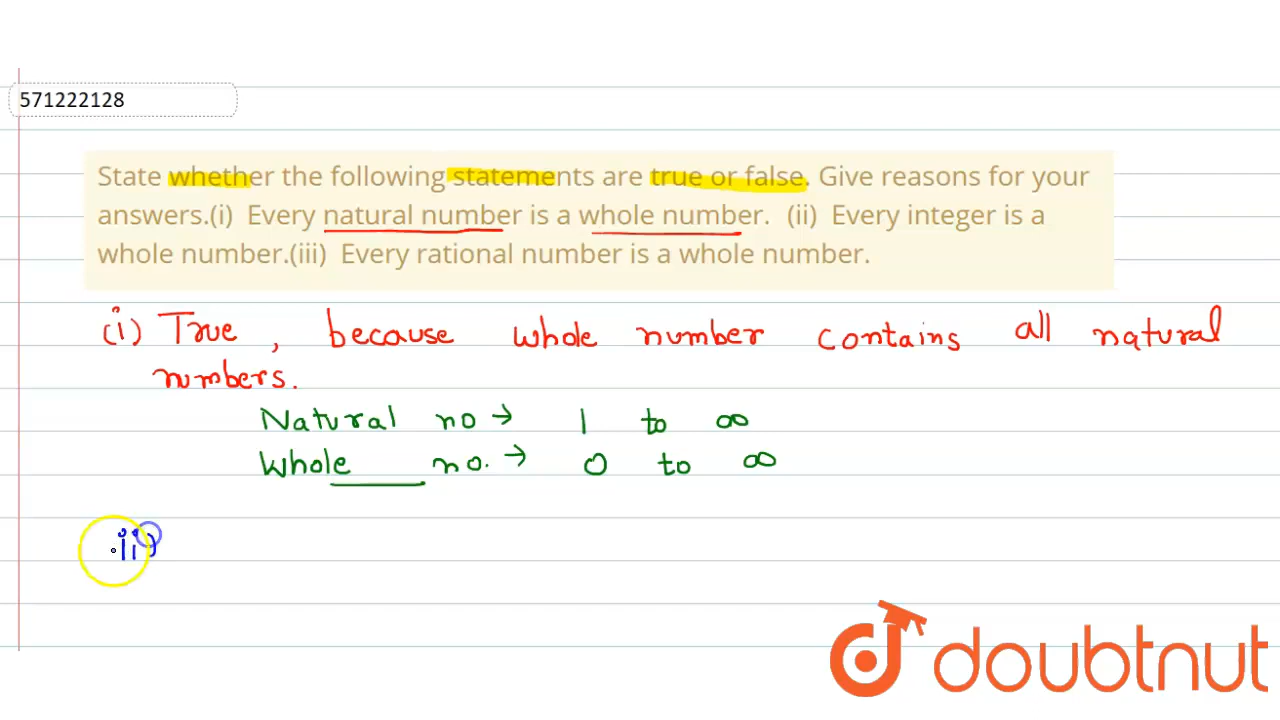 571222128
State whether the following statements are true or false. Give reasons for your
answers.(i) Every natural number is a whole number. (ii) Every integer is a
whole number.(iii) Every rational number is a whole number.
(i) True, because whole number contains all natural
numbers.
Natural no → 1 to ∞
Whole no. → 0 to ∞
ii)
doubtnut